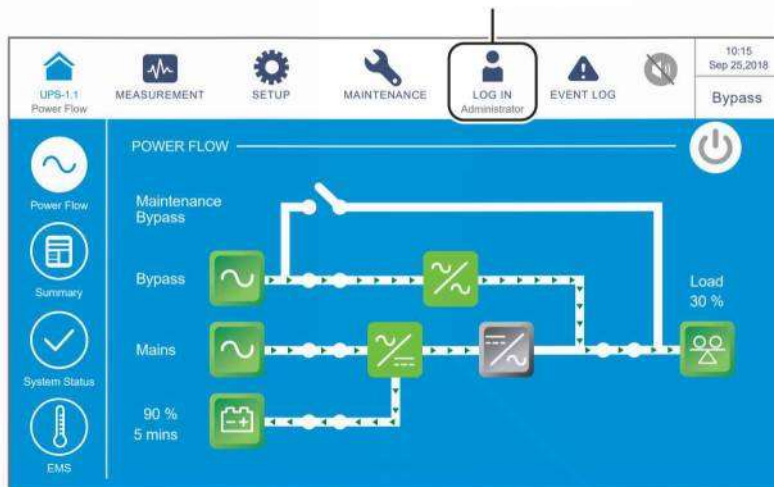 10:15
Sep 25,2018
UPS-1.1
Power Flow
MEASUREMENT
SETUP
MAINTENANCE
LOG IN
Administrator
EVENT LOG
Bypass
POWER FLOW
Power Flow
Maintenance
Bypass
Summary
Bypass
Load
30 %
Mains
System Status
90 %
5 mins
EMS